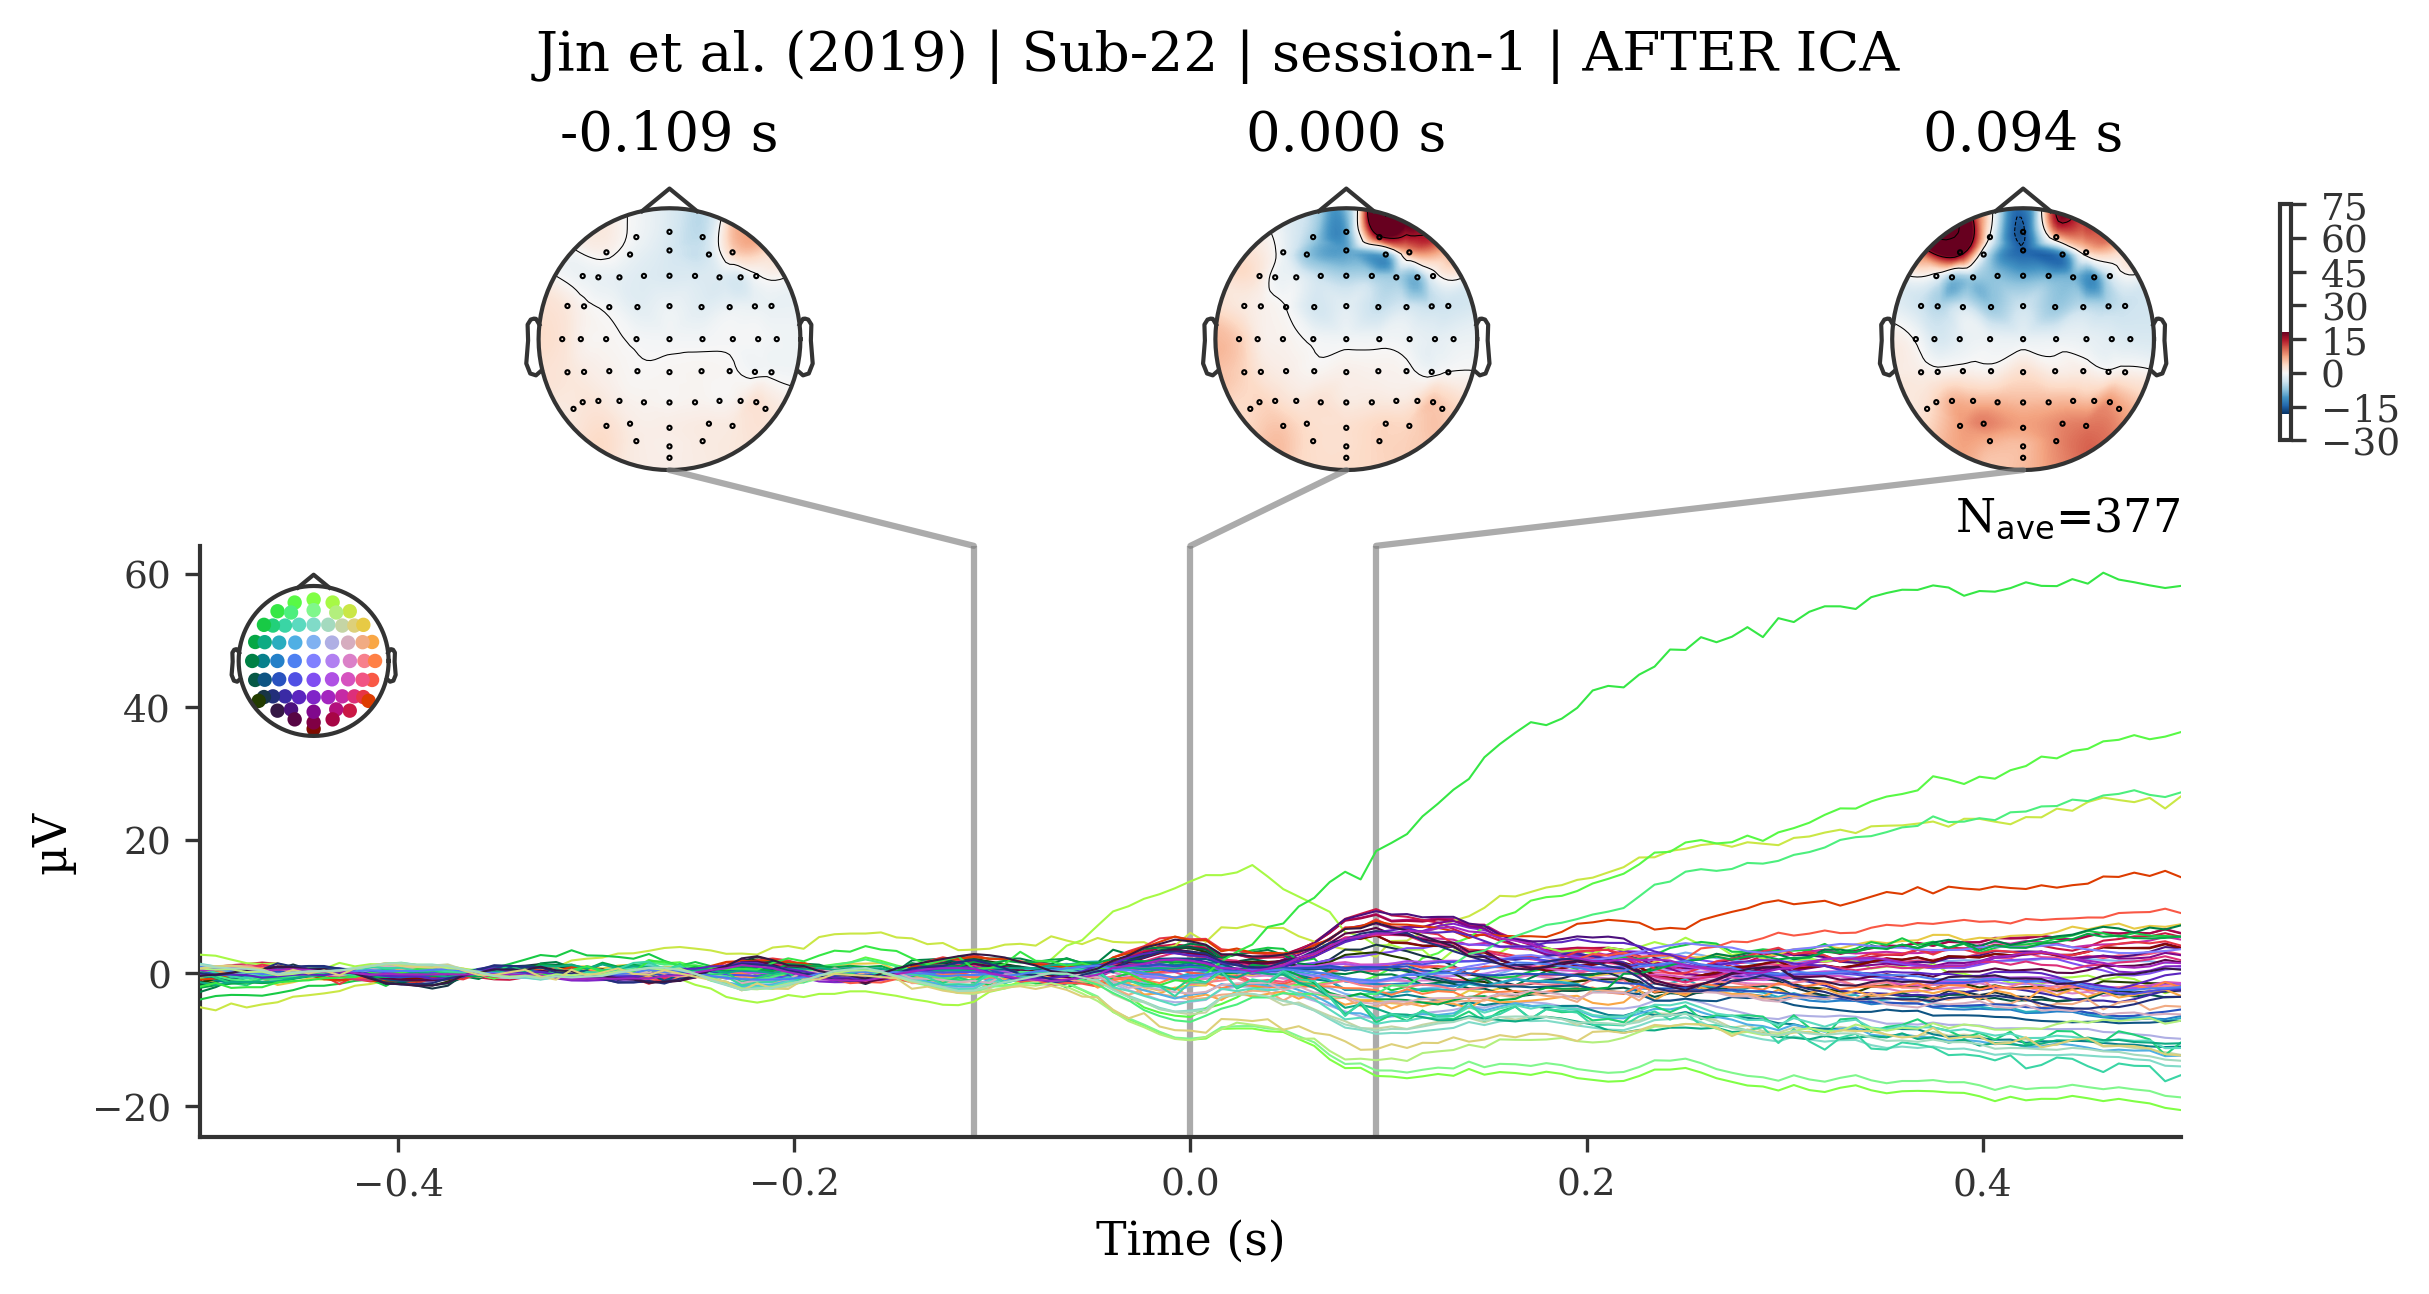 Jin et al. (2019) | Sub-22 | session-1 | AFTER ICA
-0.109 s
0.000 s
0.094 s
75
60
45
30
15
0
−15
−30
Nave=377
60
40
20
0
−20
µV
−0.4
−0.2
0.0
0.2
0.4
Time (s)